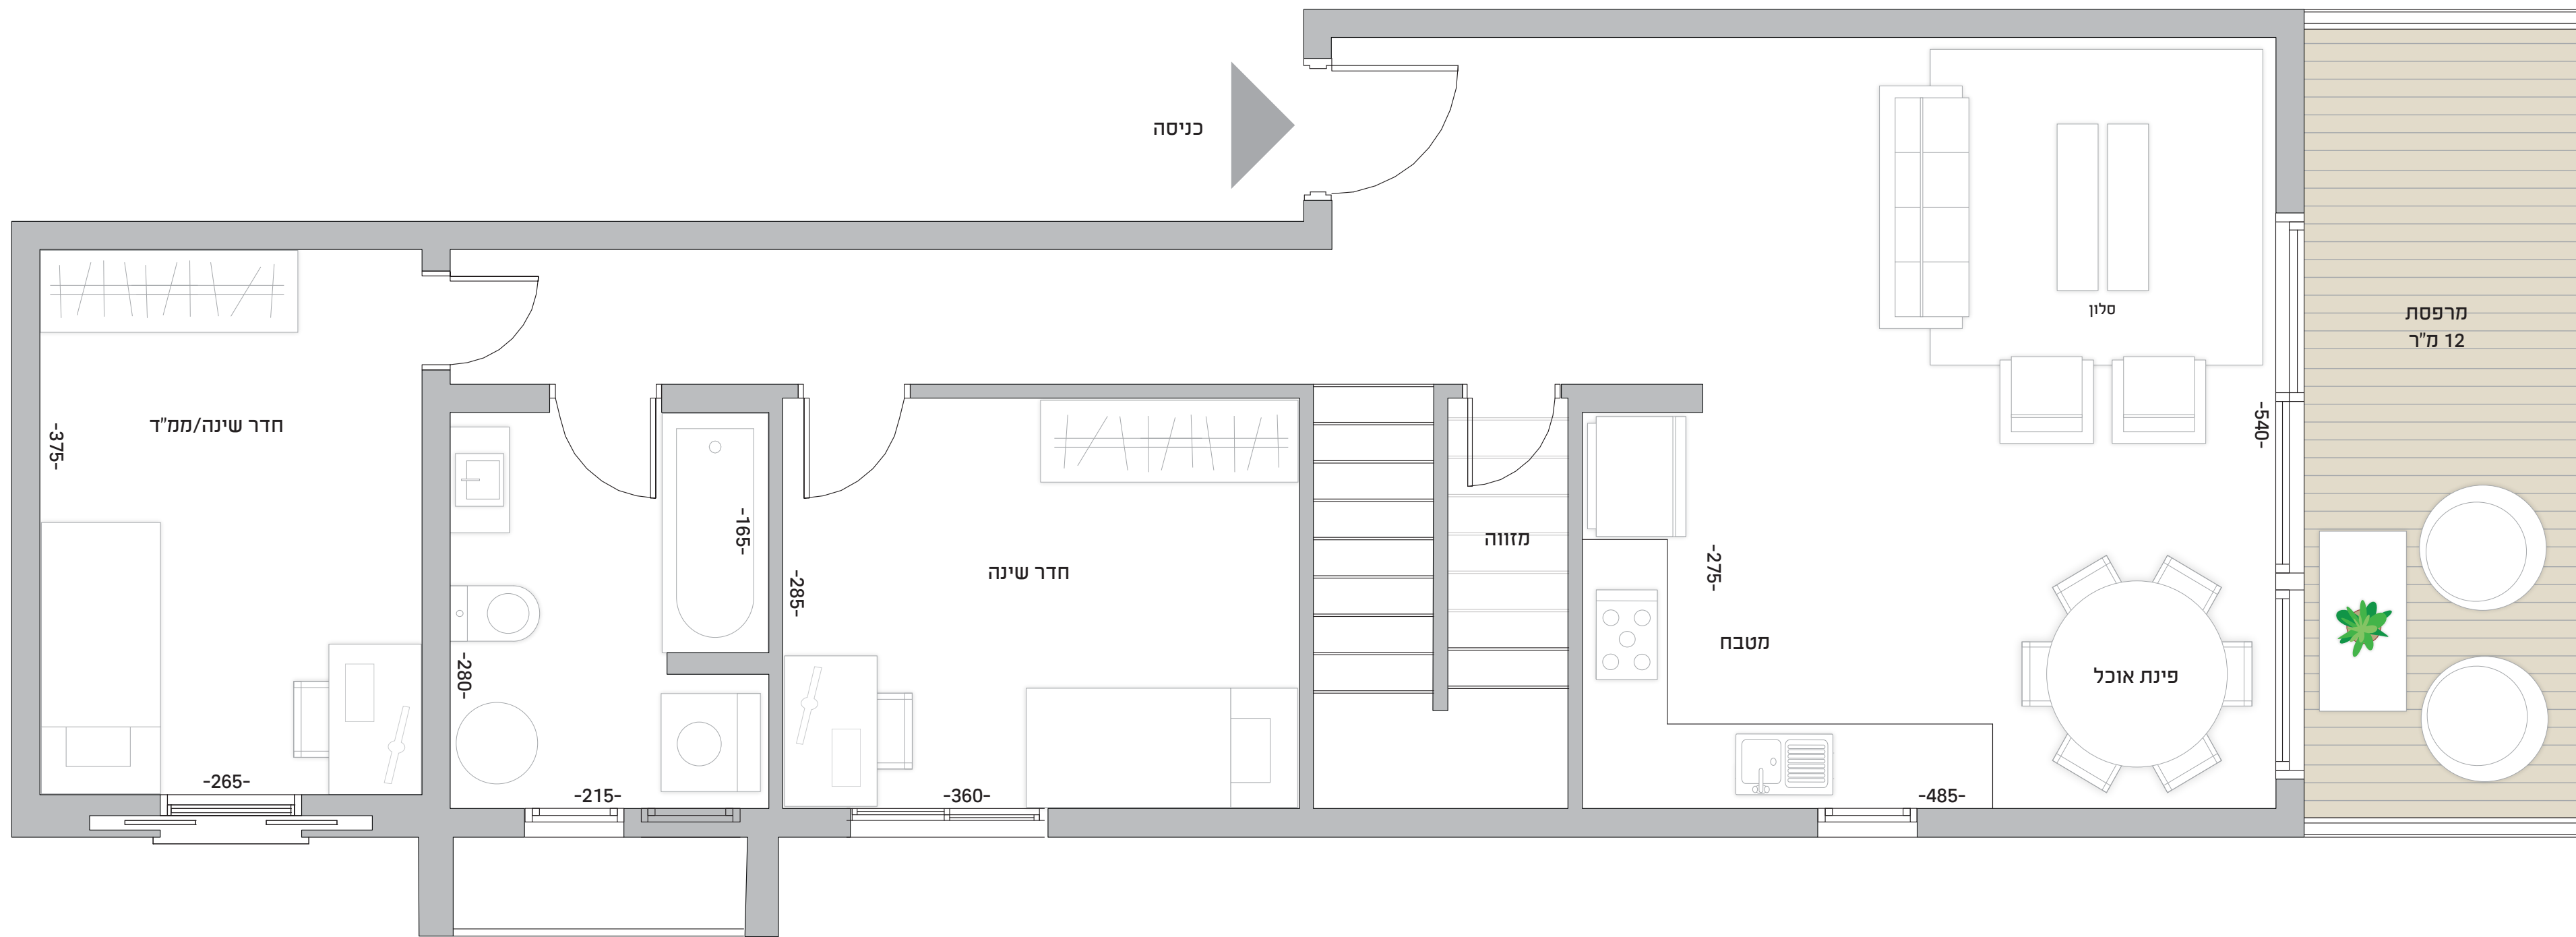 כניסה
סלון
מרפסת
12 מ"ר
-540-
חדר שינה/ממ"ד
-375-
-165-
מזווה
-275-
חדר שינה
-285-
מטבח
פינת אוכל
-280-
-265-
-215-
-360-
-485-